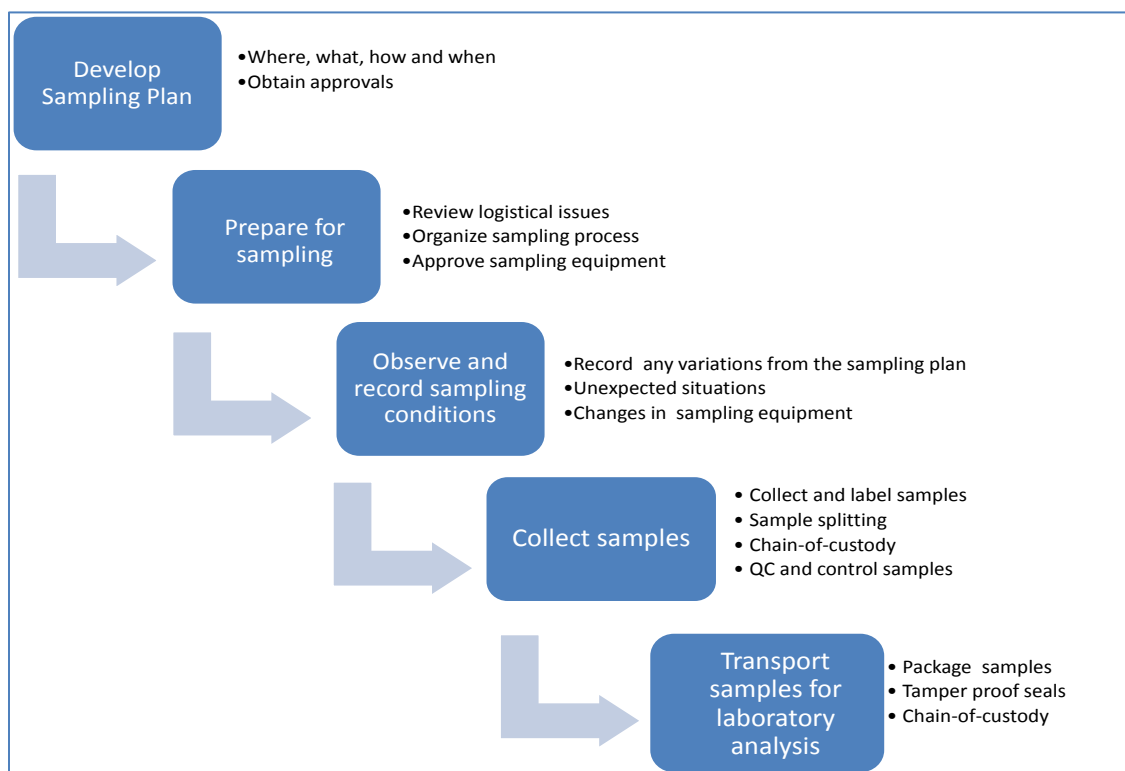 Develop
Sampling Plan
•Where, what, how and when
•Obtain approvals
Prepare for
sampling
•Review logistical issues
•Organize sampling process
•Approve sampling equipment
Observe and
record sampling
conditions
•Record any variations from the sampling plan
•Unexpected situations
•Changes in sampling equipment
Collect samples
• Collect and label samples
• Sample splitting
• Chain-of-custody
• QC and control samples
Transport
samples for
laboratory
analysis
• Package samples
• Tamper proof seals
• Chain-of-custody